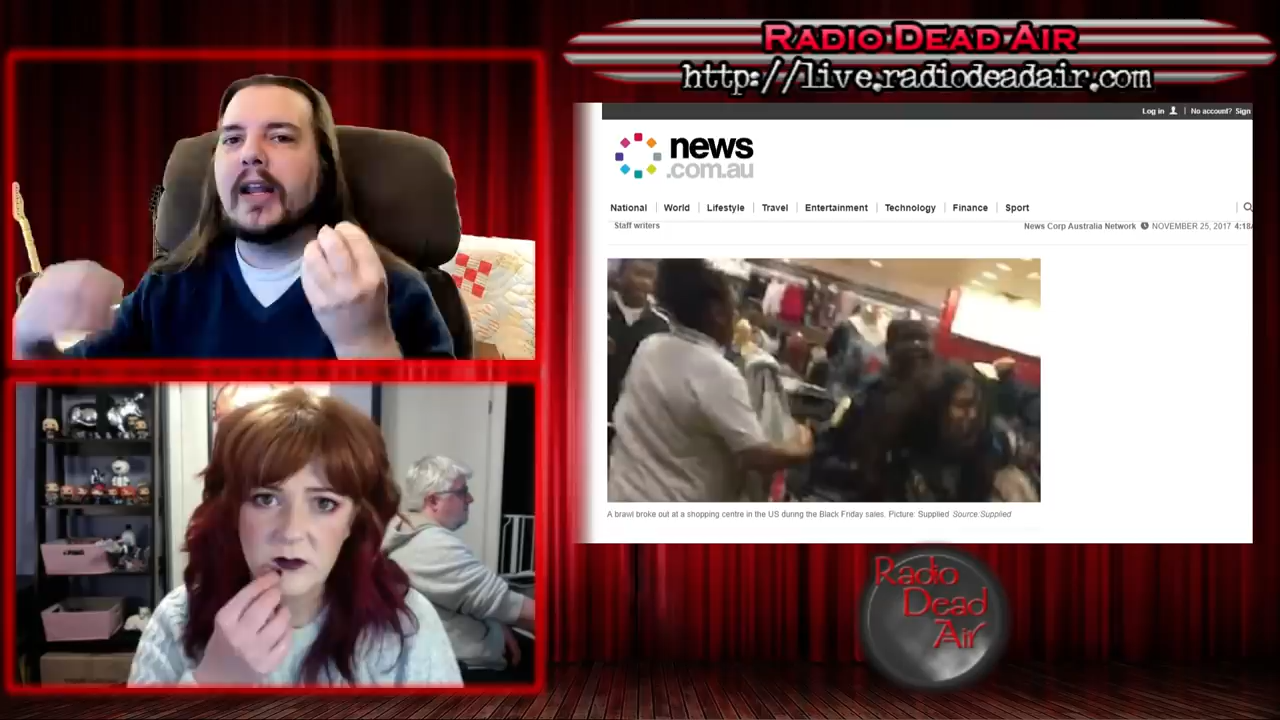 Radio Dead Air
http://live.radiodeadair.com
Log in | No account? Sign
news
.com.au
National | World | Lifestyle | Travel | Entertainment | Technology | Finance | Sport
Staff writers
News Corp Australia Network NOVEMBER 25, 2017 4:18
A brawl broke out at a shopping centre in the US during the Black Friday sales. Picture: Supplied Source:Supplied
Radio
Dead
Air